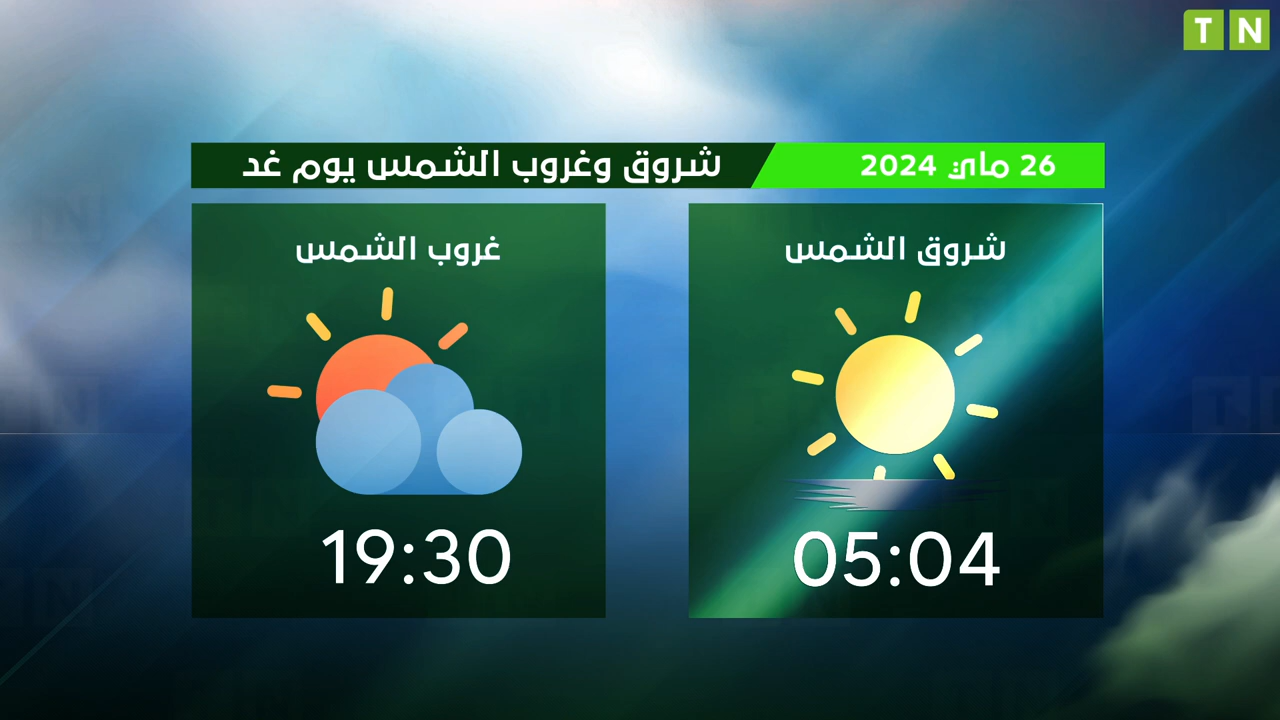 TN
26 ماي 2024
شروق وغروب الشمس يوم غد
شروق الشمس
05:04
غروب الشمس
19:30